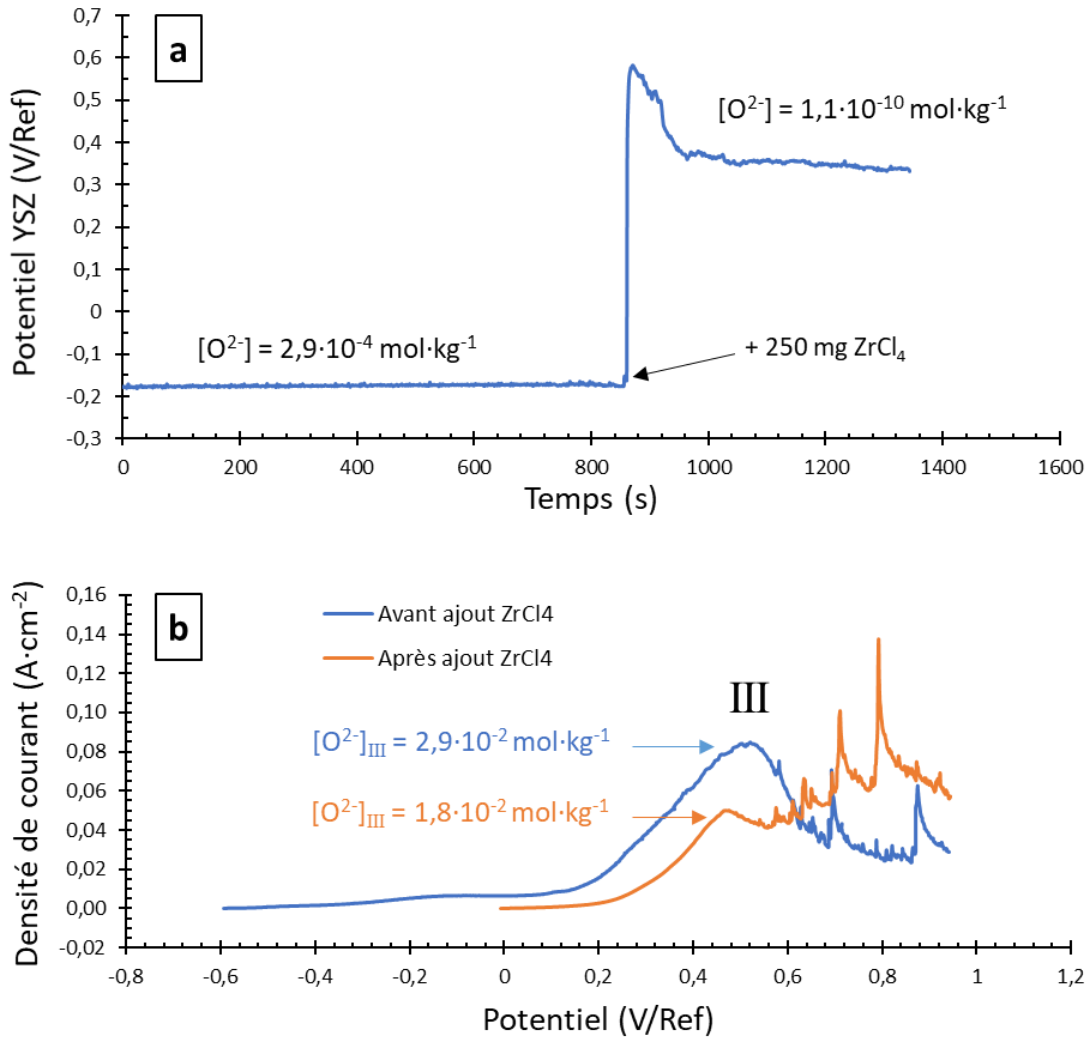 a
Potentiel YSZ (V/Ref)
0,7
0,6
0,5
0,4
0,3
0,2
0,1
0
-0,1
-0,2
-0,3
[O²⁻] = 1,1·10⁻¹⁰ mol·kg⁻¹
[O²⁻] = 2,9·10⁻⁴ mol·kg⁻¹
+ 250 mg ZrCl₄
0 200 400 600 800 1000 1200 1400 1600
Temps (s)
b
Densité de courant (A·cm⁻²)
0,16
0,14
0,12
0,10
0,08
0,06
0,04
0,02
0,00
-0,02
Avant ajout ZrCl4
Après ajout ZrCl4
III
[O²⁻]III = 2,9·10⁻² mol·kg⁻¹
[O²⁻]III = 1,8·10⁻² mol·kg⁻¹
-0,8 -0,6 -0,4 -0,2 0 0,2 0,4 0,6 0,8 1 1,2
Potentiel (V/Ref)